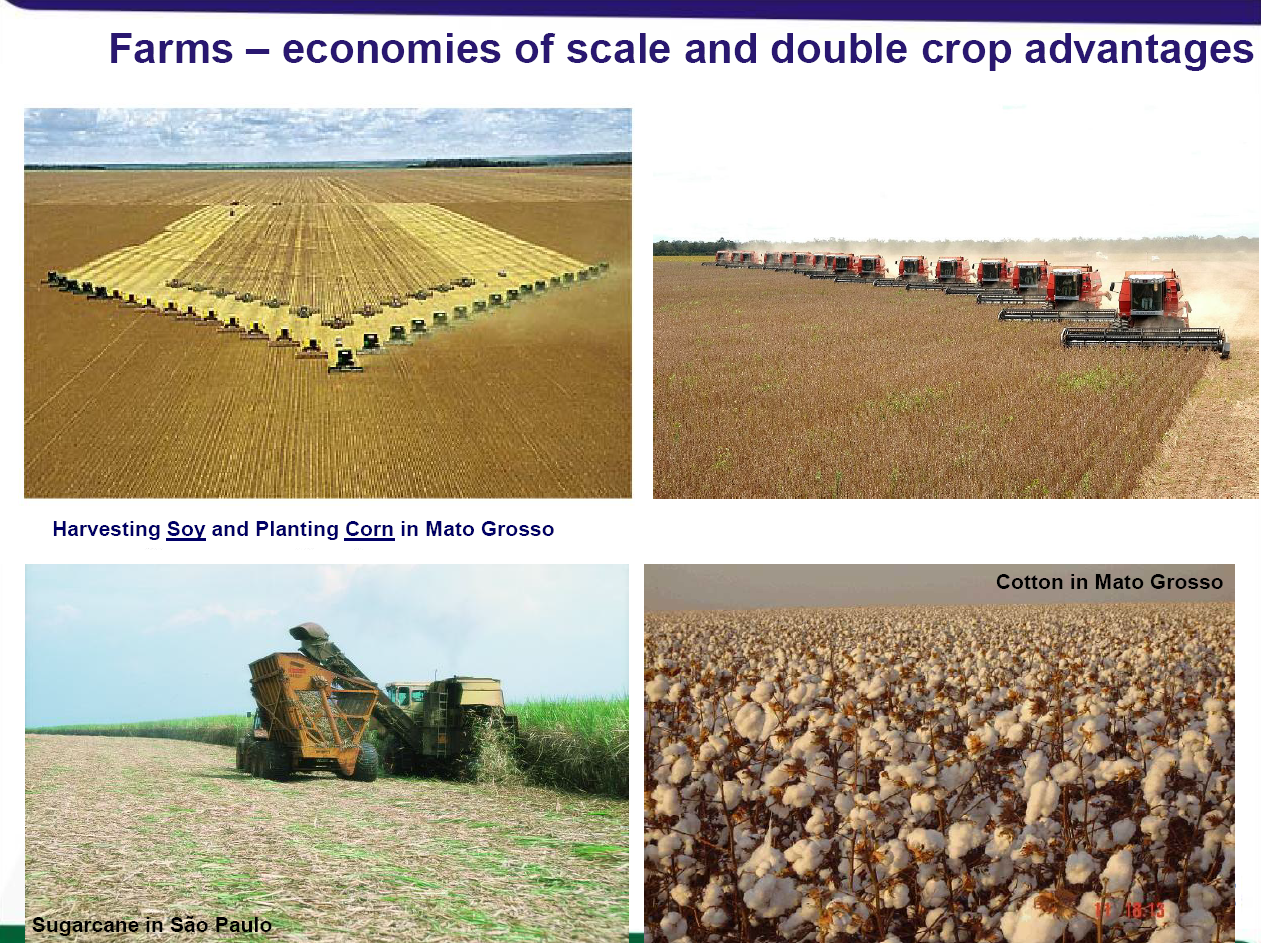 Farms – economies of scale and double crop advantages
Harvesting Soy and Planting Corn in Mato Grosso
Cotton in Mato Grosso
Sugarcane in São Paulo